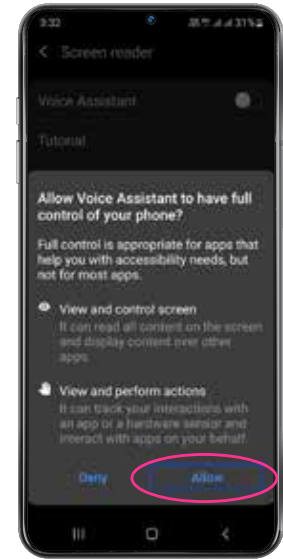 3:32
31%
Screen reader
Voice Assistant
Tutorial
Allow Voice Assistant to have full
control of your phone?
Full control is appropriate for apps that
help you with accessibility needs, but
not for most apps.
View and control screen
It can read all content on the screen
and display content over other
apps.
View and perform actions
It can track your interactions with
an app or a hardware sensor and
interact with apps on your behalf.
Deny
Allow